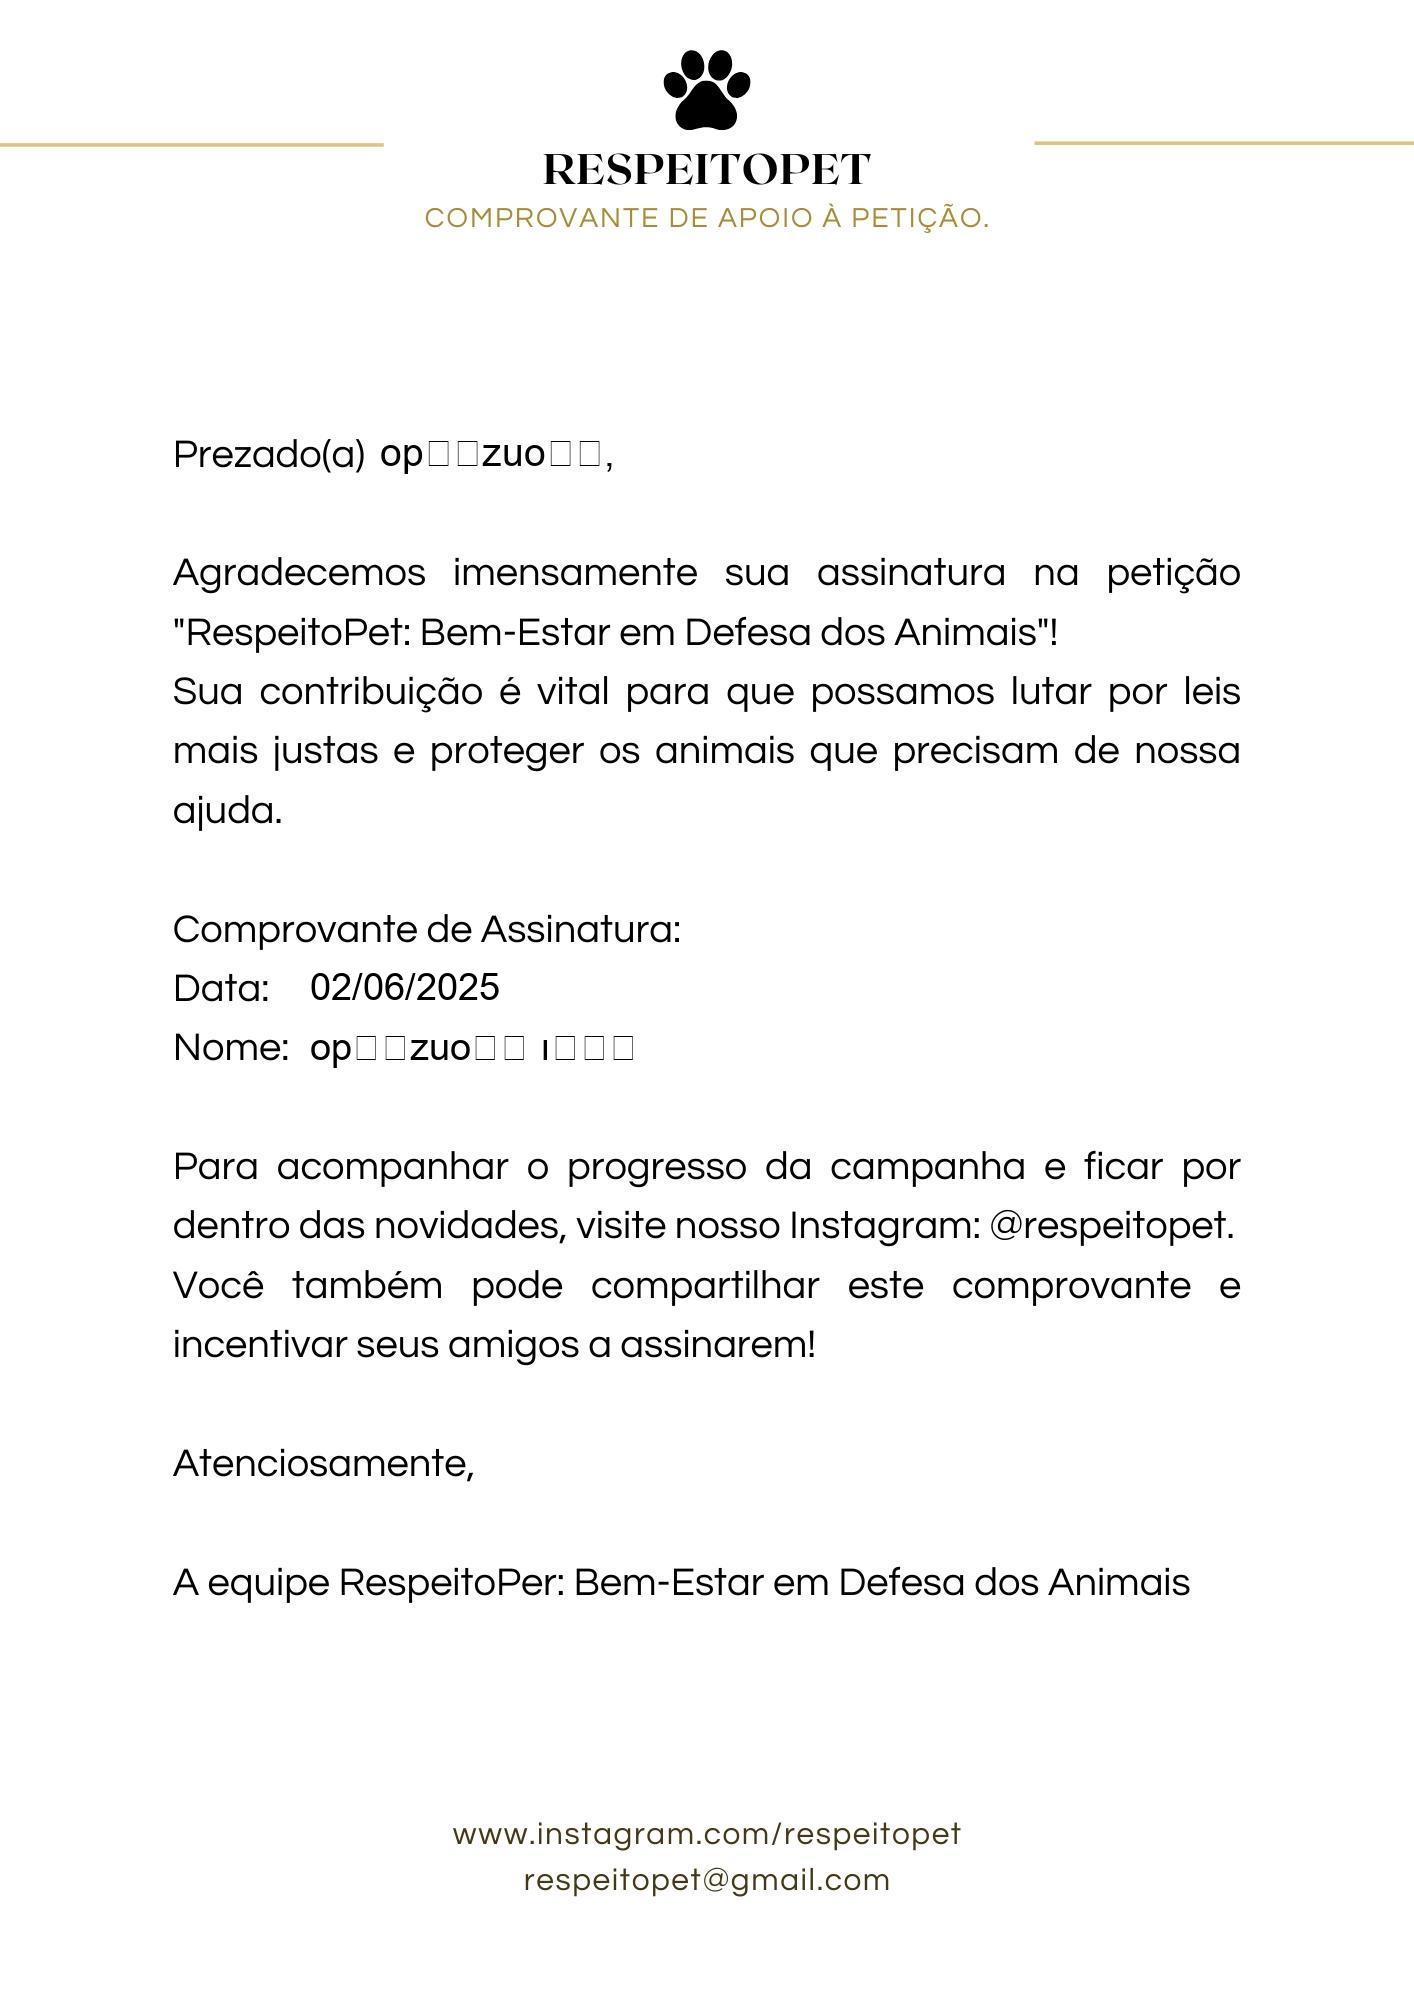 RESPEITOPET
COMPROVANTE DE APOIO À PETIÇÃO.
Prezado(a)
Agradecemos imensamente sua assinatura na petição
"RespeitoPet: Bem-Estar em Defesa dos Animais"!
Sua contribuição é vital para que possamos lutar por leis
mais justas e proteger os animais que precisam de nossa
ajuda.
Comprovante de Assinatura:
Data: 02/06/2025
Nome:
Para acompanhar o progresso da campanha e ficar por
dentro das novidades, visite nosso Instagram: @respeitopet.
Você também pode compartilhar este comprovante e
incentivar seus amigos a assinarem!
Atenciosamente,
A equipe RespeitoPer: Bem-Estar em Defesa dos Animais
www.instagram.com/respeitopet
respeitopet@gmail.com